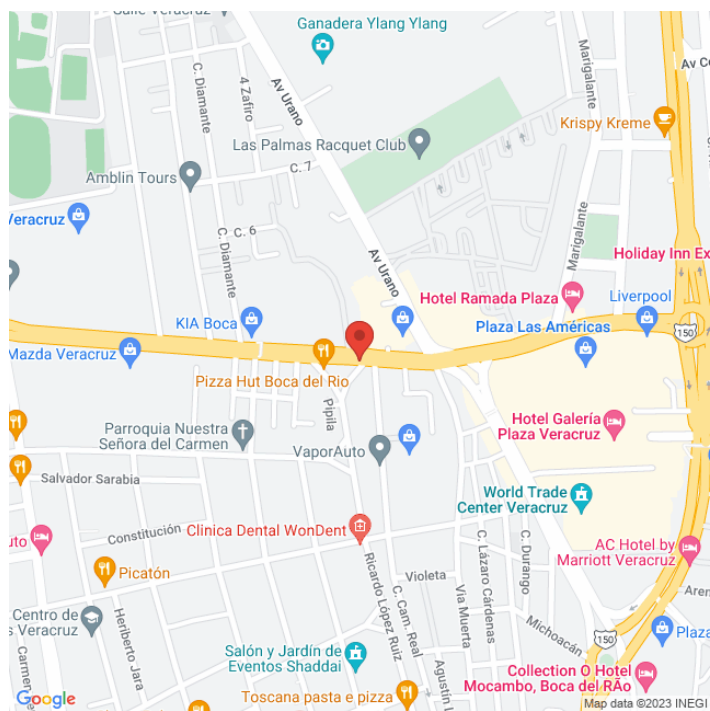 Calle Veracruz
Ganadera Ylang Ylang
C. Diamante
4 Zafiro
Av Urano
Marigalante
Krispy Kreme
Las Palmas Racquet Club
C. 7
Amblin Tours
Veracruz
C. 6
C. Diamante
Av Urano
Marigalante
Holiday Inn Ex
Hotel Ramada Plaza
Liverpool
KIA Boca
Plaza Las Américas
150
Mazda Veracruz
Pizza Hut Boca del Rio
Pipila
Parroquia Nuestra
Señora del Carmen
Hotel Galería
Plaza Veracruz
VaporAuto
Salvador Sarabia
World Trade
Center Veracruz
Constitución
Clinica Dental WonDent
uto
AC Hotel by
Marriott Veracruz
Picatón
Violeta
C. Lázaro Cárdenas
C. Durango
Via Muerta
Aren
Centro de
s Veracruz
Heriberto Jara
Ricardo López Ruiz
C. Cam. Real
Michoacán
150
Plaza
Salón y Jardín de
Eventos Shaddai
Carmen
Agustín L
Collection O Hotel
Mocambo, Boca del RÃo
Toscana pasta e pizza
Google
Map data ©2023 INEGI